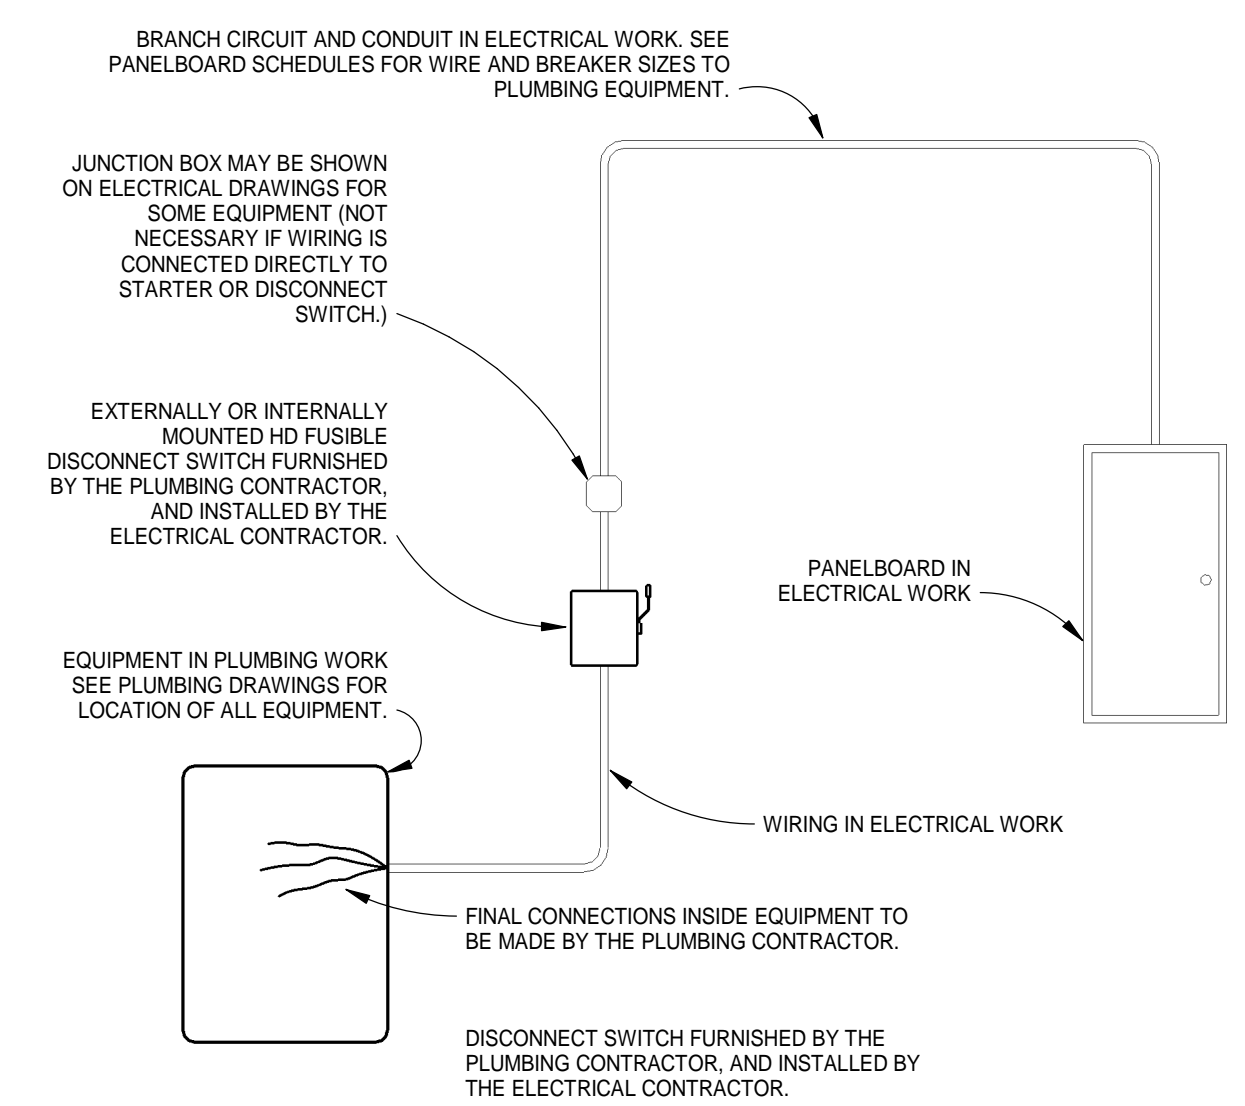 BRANCH CIRCUIT AND CONDUIT IN ELECTRICAL WORK. SEE
PANELBOARD SCHEDULES FOR WIRE AND BREAKER SIZES TO
PLUMBING EQUIPMENT.
JUNCTION BOX MAY BE SHOWN
ON ELECTRICAL DRAWINGS FOR
SOME EQUIPMENT (NOT
NECESSARY IF WIRING IS
CONNECTED DIRECTLY TO
STARTER OR DISCONNECT
SWITCH.)
EXTERNALLY OR INTERNALLY
MOUNTED HD FUSIBLE
DISCONNECT SWITCH FURNISHED
BY THE PLUMBING CONTRACTOR,
AND INSTALLED BY THE
ELECTRICAL CONTRACTOR.
PANELBOARD IN
ELECTRICAL WORK
EQUIPMENT IN PLUMBING WORK
SEE PLUMBING DRAWINGS FOR
LOCATION OF ALL EQUIPMENT.
WIRING IN ELECTRICAL WORK
FINAL CONNECTIONS INSIDE EQUIPMENT TO
BE MADE BY THE PLUMBING CONTRACTOR.
DISCONNECT SWITCH FURNISHED BY THE
PLUMBING CONTRACTOR, AND INSTALLED BY
THE ELECTRICAL CONTRACTOR.